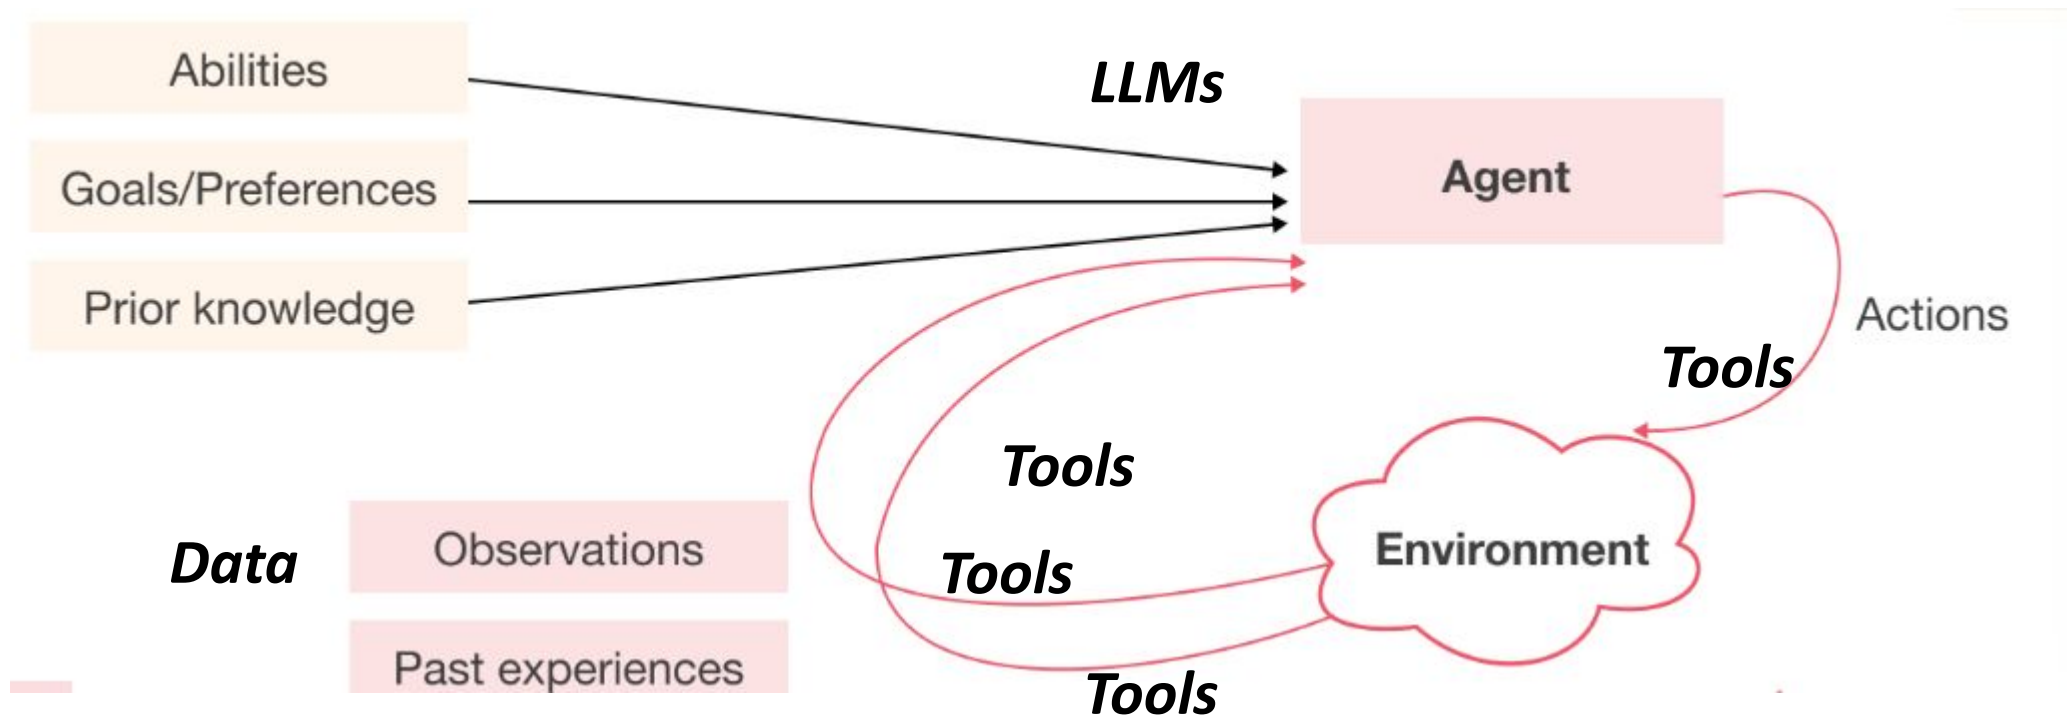 Abilities
LLMs
Agent
Goals/Preferences
Prior knowledge
Actions
Tools
Tools
Data
Observations
Tools
Environment
Past experiences
Tools